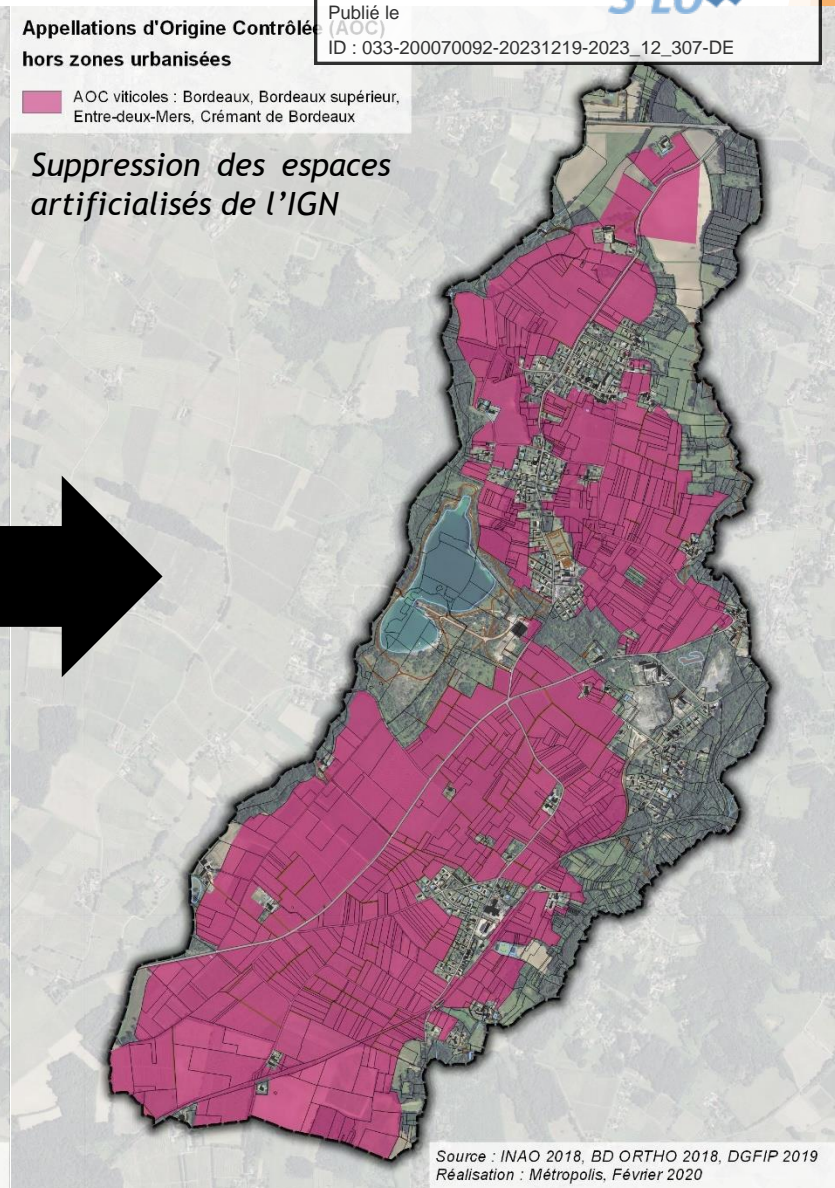 Publié le
S²LO
ID : 033-200070092-20231219-2023_12_307-DE
Appellations d'Origine Contrôlée (AOC)
hors zones urbanisées
AOC viticoles : Bordeaux, Bordeaux supérieur,
Entre-deux-Mers, Crémant de Bordeaux
Suppression des espaces
artificialisés de l'IGN
Source : INAO 2018, BD ORTHO 2018, DGFIP 2019
Réalisation : Métropolis, Février 2020